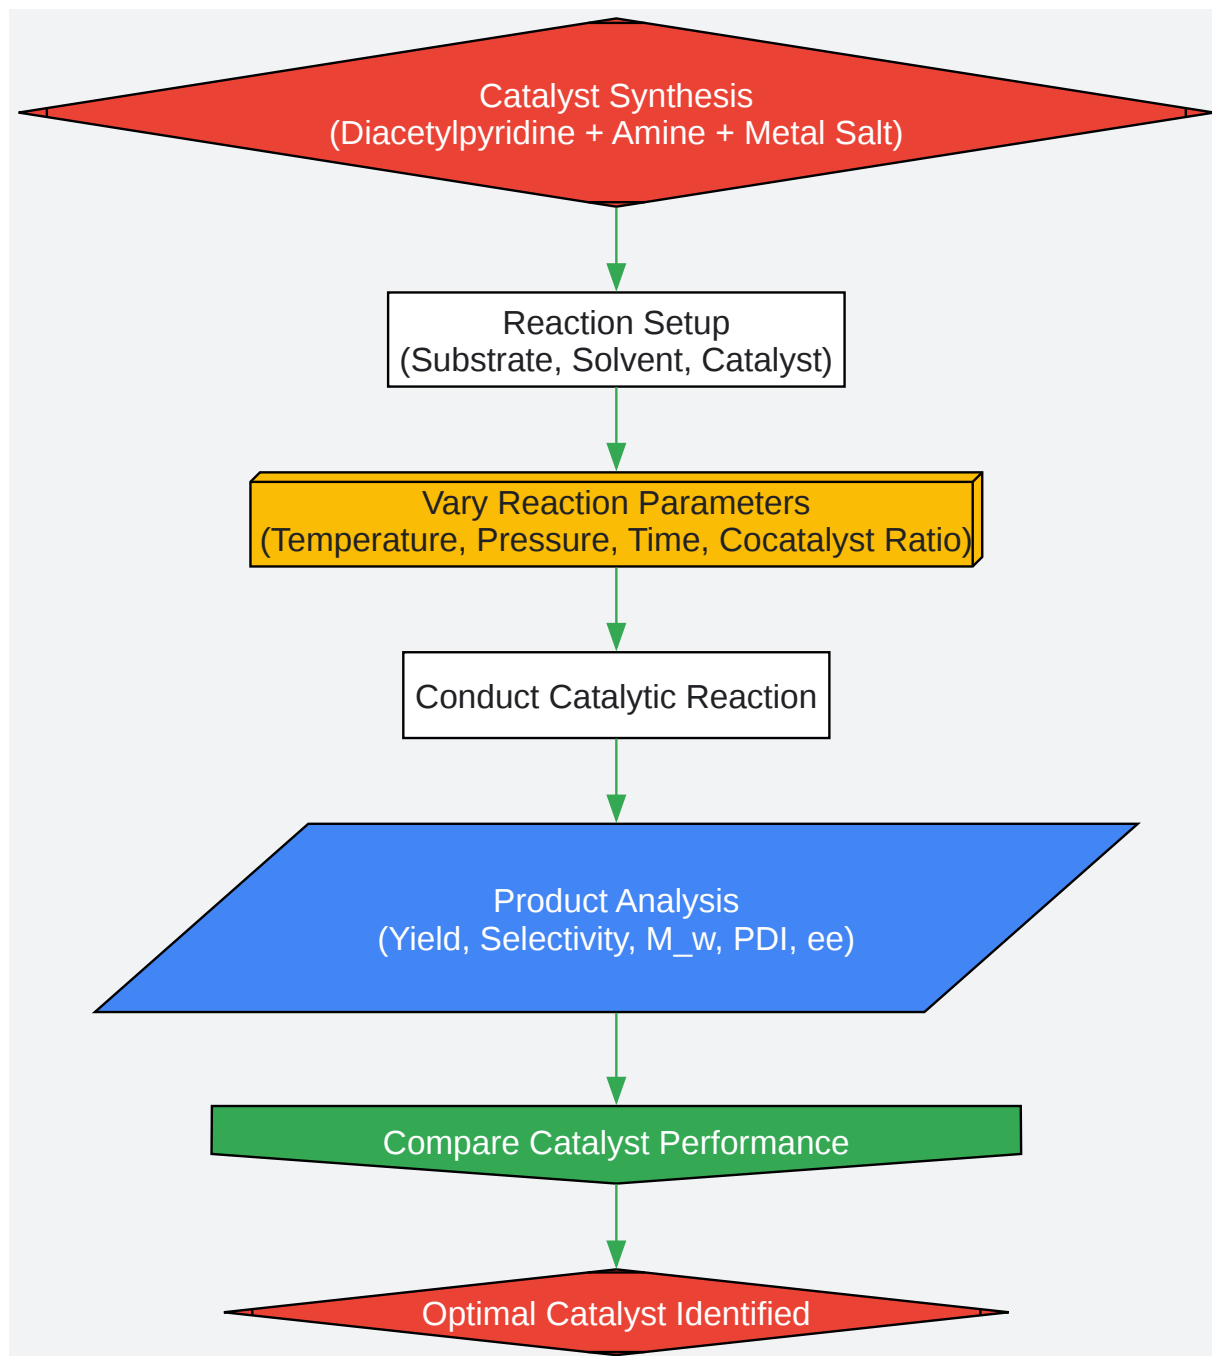 Catalyst Synthesis
(Diacetylpyridine + Amine + Metal Salt)
Reaction Setup
(Substrate, Solvent, Catalyst)
Vary Reaction Parameters
(Temperature, Pressure, Time, Cocatalyst Ratio)
Conduct Catalytic Reaction
Product Analysis
(Yield, Selectivity, M_w, PDI, ee)
Compare Catalyst Performance
Optimal Catalyst Identified